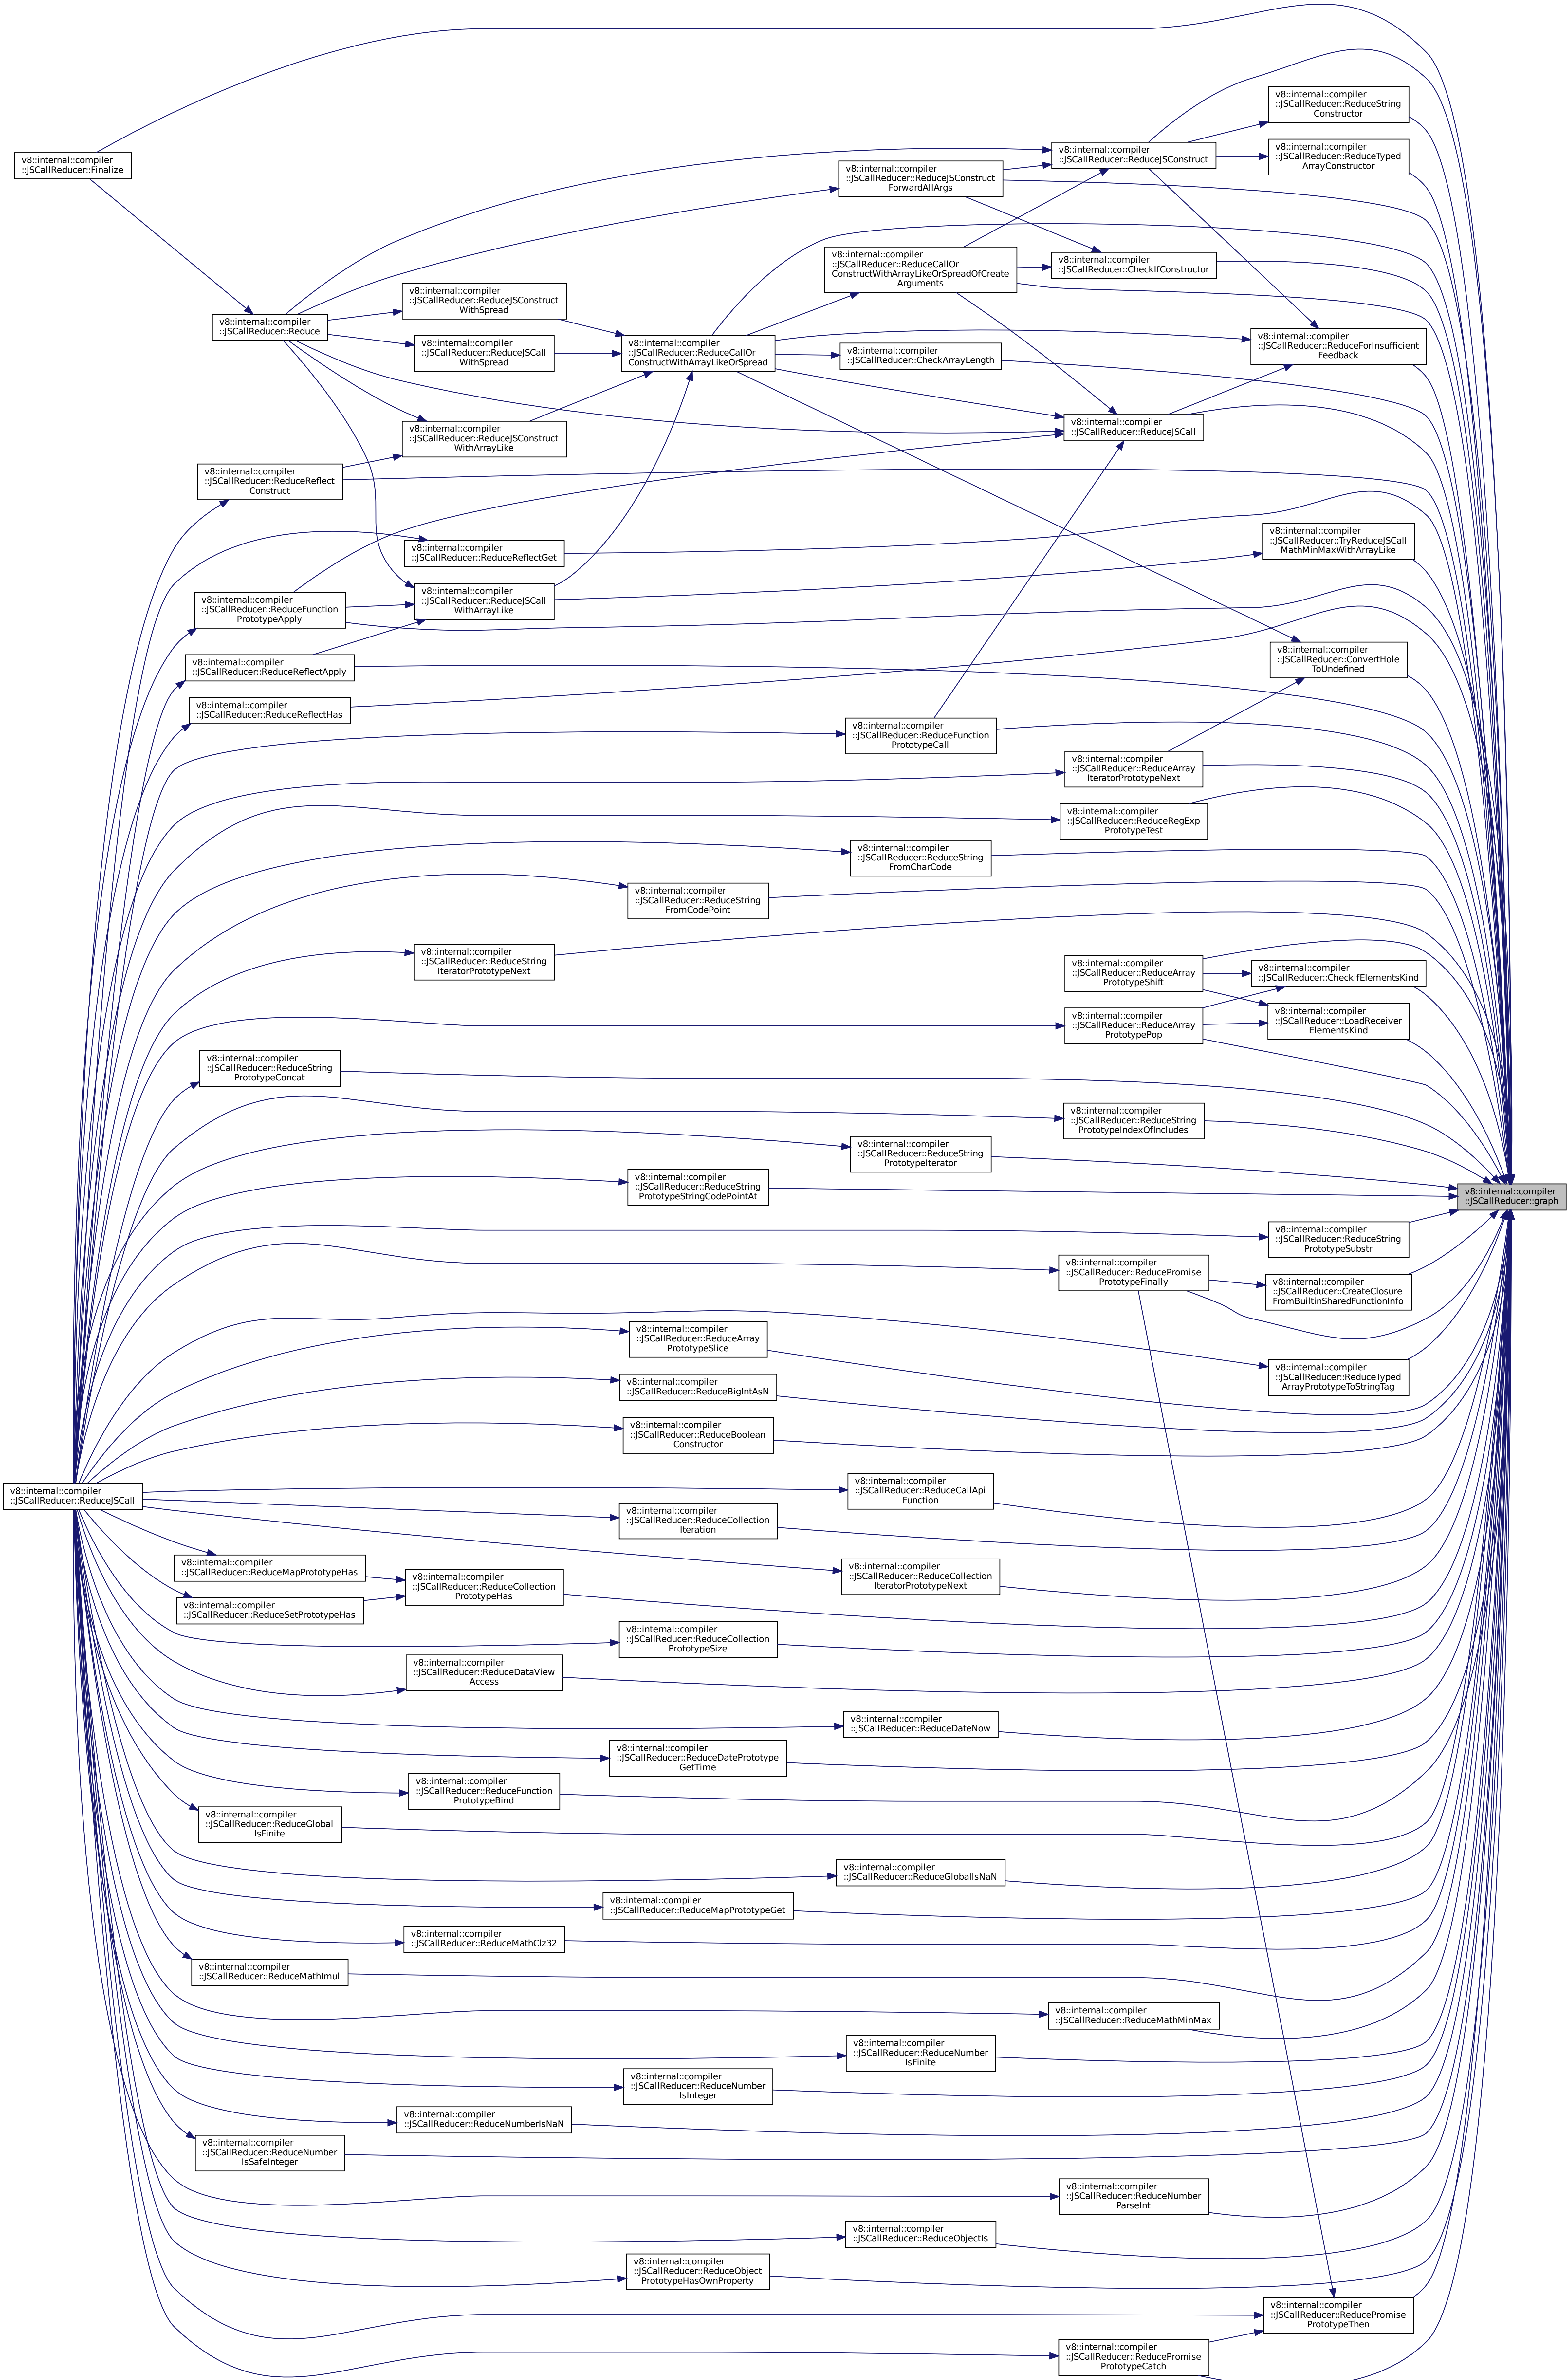 v8::internal::compiler
::JSCallReducer::ReduceString
Constructor
v8::internal::compiler
::JSCallReducer::ReduceJSConstruct
v8::internal::compiler
::JSCallReducer::ReduceTyped
ArrayConstructor
v8::internal::compiler
::JSCallReducer::Finalize
v8::internal::compiler
::JSCallReducer::ReduceJSConstruct
ForwardAllArgs
v8::internal::compiler
::JSCallReducer::ReduceCallOr
ConstructWithArrayLikeOrSpreadOfCreate
Arguments
v8::internal::compiler
::JSCallReducer::CheckIfConstructor
v8::internal::compiler
::JSCallReducer::ReduceJSConstruct
WithSpread
v8::internal::compiler
::JSCallReducer::Reduce
v8::internal::compiler
::JSCallReducer::ReduceJSCall
WithSpread
v8::internal::compiler
::JSCallReducer::ReduceCallOr
ConstructWithArrayLikeOrSpread
v8::internal::compiler
::JSCallReducer::CheckArrayLength
v8::internal::compiler
::JSCallReducer::ReduceForInsufficient
Feedback
v8::internal::compiler
::JSCallReducer::ReduceJSConstruct
WithArrayLike
v8::internal::compiler
::JSCallReducer::ReduceJSCall
v8::internal::compiler
::JSCallReducer::ReduceReflect
Construct
v8::internal::compiler
::JSCallReducer::ReduceReflectGet
v8::internal::compiler
::JSCallReducer::TryReduceJSCall
MathMinMaxWithArrayLike
v8::internal::compiler
::JSCallReducer::ReduceFunction
PrototypeApply
v8::internal::compiler
::JSCallReducer::ReduceJSCall
WithArrayLike
v8::internal::compiler
::JSCallReducer::ReduceReflectApply
v8::internal::compiler
::JSCallReducer::ConvertHole
ToUndefined
v8::internal::compiler
::JSCallReducer::ReduceReflectHas
v8::internal::compiler
::JSCallReducer::ReduceFunction
PrototypeCall
v8::internal::compiler
::JSCallReducer::ReduceArray
IteratorPrototypeNext
v8::internal::compiler
::JSCallReducer::ReduceRegExp
PrototypeTest
v8::internal::compiler
::JSCallReducer::ReduceString
FromCharCode
v8::internal::compiler
::JSCallReducer::ReduceString
FromCodePoint
v8::internal::compiler
::JSCallReducer::ReduceString
IteratorPrototypeNext
v8::internal::compiler
::JSCallReducer::ReduceArray
PrototypeShift
v8::internal::compiler
::JSCallReducer::CheckIfElementsKind
v8::internal::compiler
::JSCallReducer::ReduceArray
PrototypePop
v8::internal::compiler
::JSCallReducer::LoadReceiver
ElementsKind
v8::internal::compiler
::JSCallReducer::ReduceString
PrototypeConcat
v8::internal::compiler
::JSCallReducer::ReduceString
PrototypeIndexOfIncludes
v8::internal::compiler
::JSCallReducer::ReduceString
PrototypeIterator
v8::internal::compiler
::JSCallReducer::ReduceString
PrototypeStringCodePointAt
v8::internal::compiler
::JSCallReducer::graph
v8::internal::compiler
::JSCallReducer::ReduceString
PrototypeSubstr
v8::internal::compiler
::JSCallReducer::ReducePromise
PrototypeFinally
v8::internal::compiler
::JSCallReducer::CreateClosure
FromBuiltinSharedFunctionInfo
v8::internal::compiler
::JSCallReducer::ReduceArray
PrototypeSlice
v8::internal::compiler
::JSCallReducer::ReduceTyped
ArrayPrototypeToStringTag
v8::internal::compiler
::JSCallReducer::ReduceBigIntAsN
v8::internal::compiler
::JSCallReducer::ReduceBoolean
Constructor
v8::internal::compiler
::JSCallReducer::ReduceJSCall
v8::internal::compiler
::JSCallReducer::ReduceCallApi
Function
v8::internal::compiler
::JSCallReducer::ReduceCollection
Iteration
v8::internal::compiler
::JSCallReducer::ReduceMapPrototypeHas
v8::internal::compiler
::JSCallReducer::ReduceCollection
IteratorPrototypeNext
v8::internal::compiler
::JSCallReducer::ReduceCollection
PrototypeHas
v8::internal::compiler
::JSCallReducer::ReduceSetPrototypeHas
v8::internal::compiler
::JSCallReducer::ReduceCollection
PrototypeSize
v8::internal::compiler
::JSCallReducer::ReduceDataView
Access
v8::internal::compiler
::JSCallReducer::ReduceDateNow
v8::internal::compiler
::JSCallReducer::ReduceDatePrototype
GetTime
v8::internal::compiler
::JSCallReducer::ReduceFunction
PrototypeBind
v8::internal::compiler
::JSCallReducer::ReduceGlobal
IsFinite
v8::internal::compiler
::JSCallReducer::ReduceGlobalIsNaN
v8::internal::compiler
::JSCallReducer::ReduceMapPrototypeGet
v8::internal::compiler
::JSCallReducer::ReduceMathClz32
v8::internal::compiler
::JSCallReducer::ReduceMathImul
v8::internal::compiler
::JSCallReducer::ReduceMathMinMax
v8::internal::compiler
::JSCallReducer::ReduceNumber
IsFinite
v8::internal::compiler
::JSCallReducer::ReduceNumber
IsInteger
v8::internal::compiler
::JSCallReducer::ReduceNumberIsNaN
v8::internal::compiler
::JSCallReducer::ReduceNumber
IsSafeInteger
v8::internal::compiler
::JSCallReducer::ReduceNumber
ParseInt
v8::internal::compiler
::JSCallReducer::ReduceObjectIs
v8::internal::compiler
::JSCallReducer::ReduceObject
PrototypeHasOwnProperty
v8::internal::compiler
::JSCallReducer::ReducePromise
PrototypeThen
v8::internal::compiler
::JSCallReducer::ReducePromise
PrototypeCatch